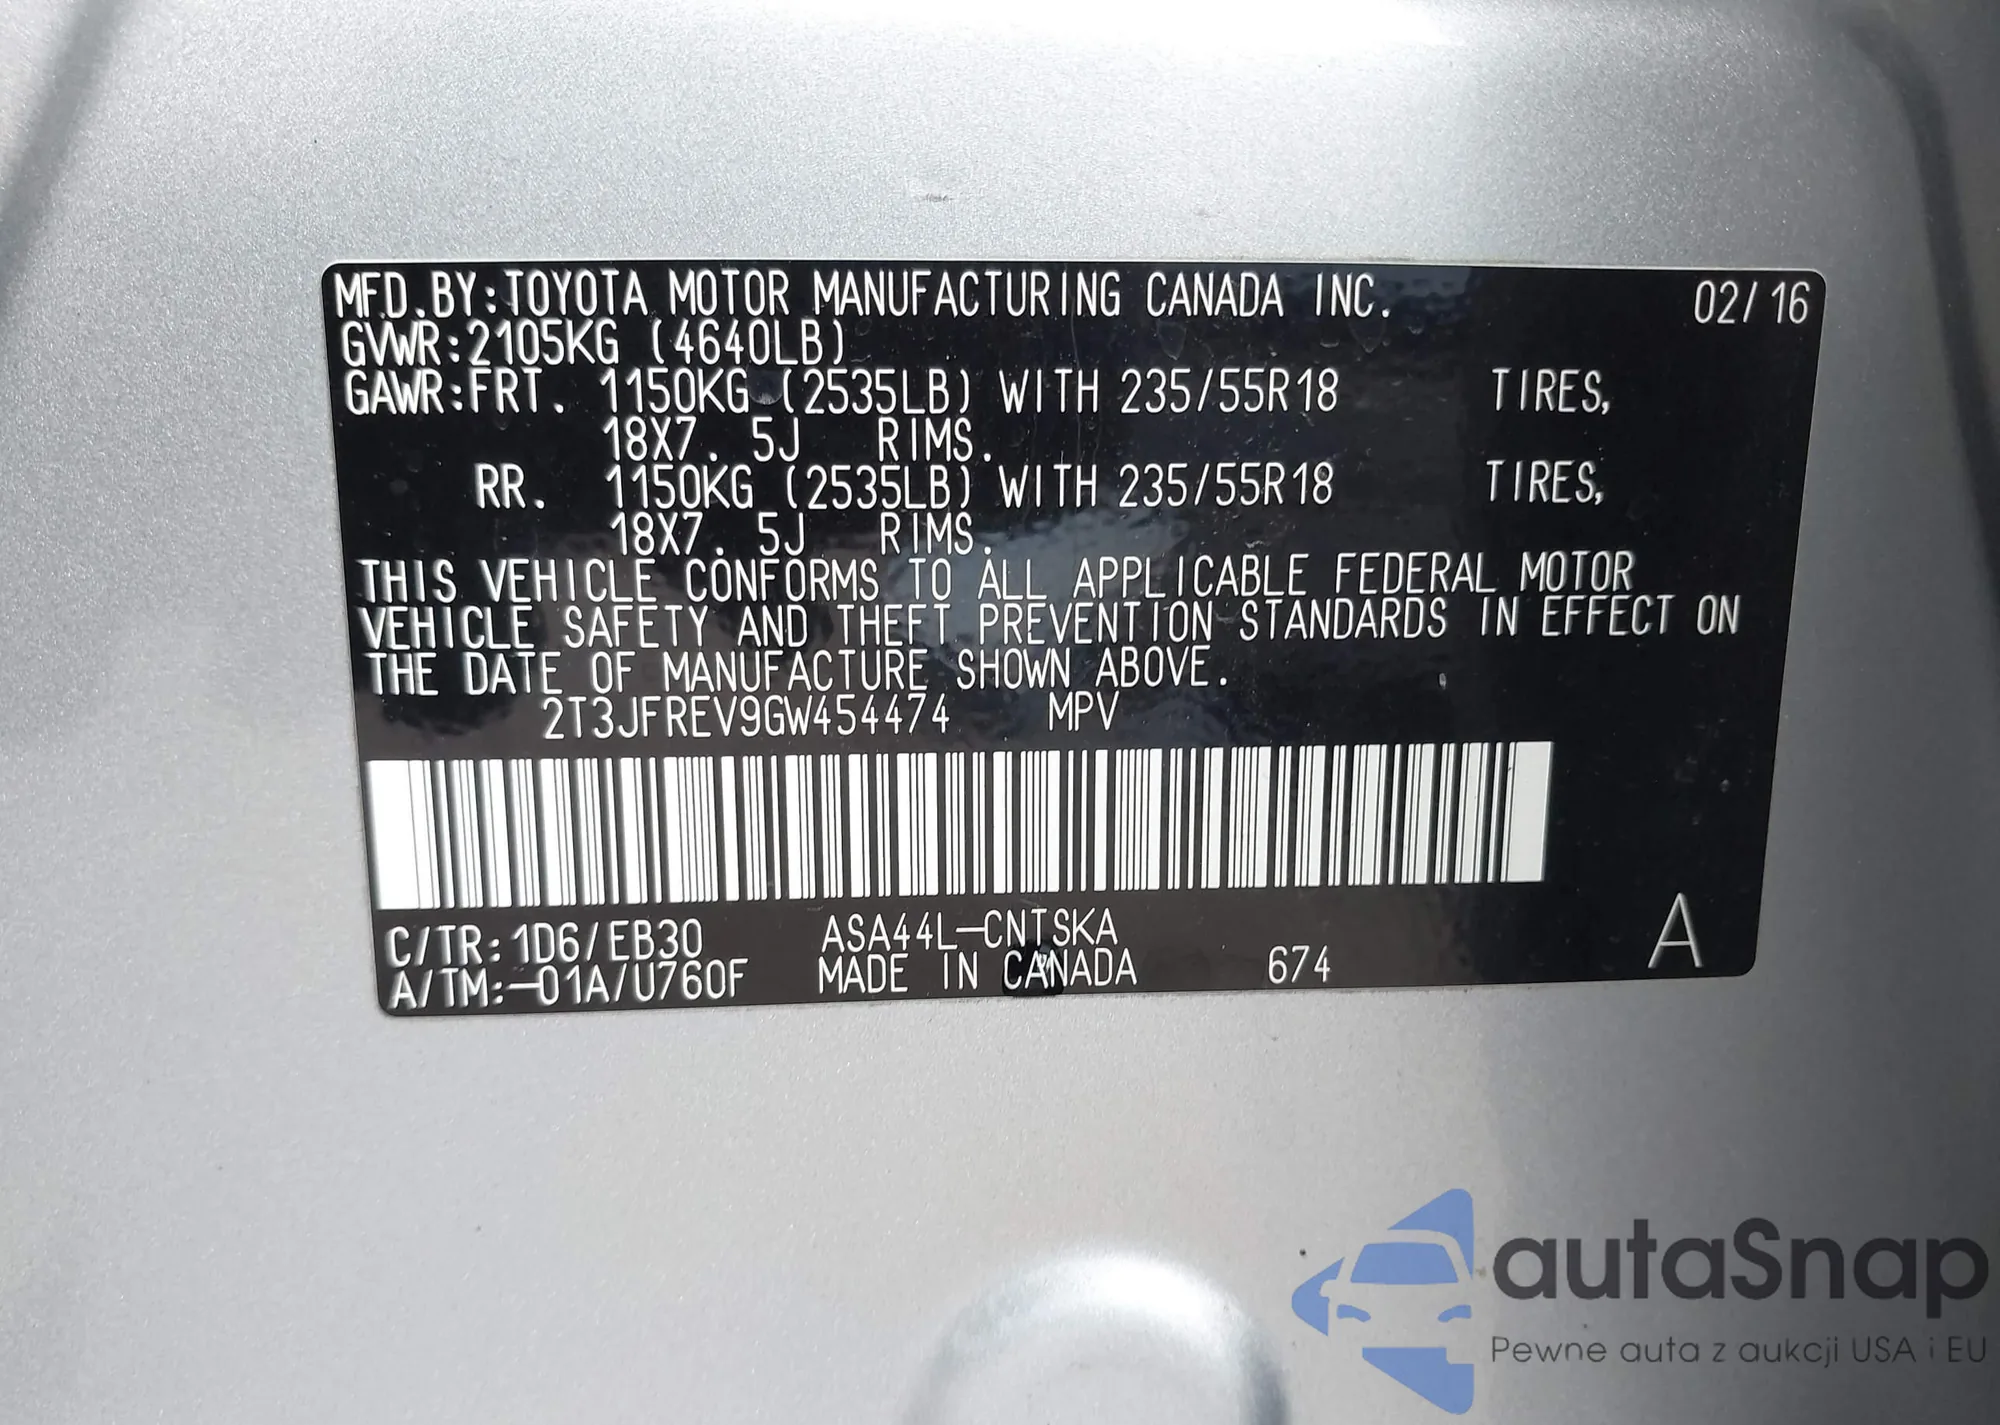 MFD.BY:TOYOTA MOTOR MANUFACTURING CANADA INC. 02/16
GVWR:2105KG (4640LB)
GAWR:FRT. 1150KG (2535LB) WITH 235/55R18 TIRES,
18X7. 5J RIMS.
RR. 1150KG (2535LB) WITH 235/55R18 TIRES,
18X7. 5J RIMS.
THIS VEHICLE CONFORMS TO ALL APPLICABLE FEDERAL MOTOR
VEHICLE SAFETY AND THEFT PREVENTION STANDARDS IN EFFECT ON
THE DATE OF MANUFACTURE SHOWN ABOVE.
2T3JFREV9GW454474 MPV
C/TR:1D6/EB30 ASA44L-CNTSKA
A/TM:-01A/U760F MADE IN CANADA 674 A
autaSnap
Pewne auta z aukcji USA i EU